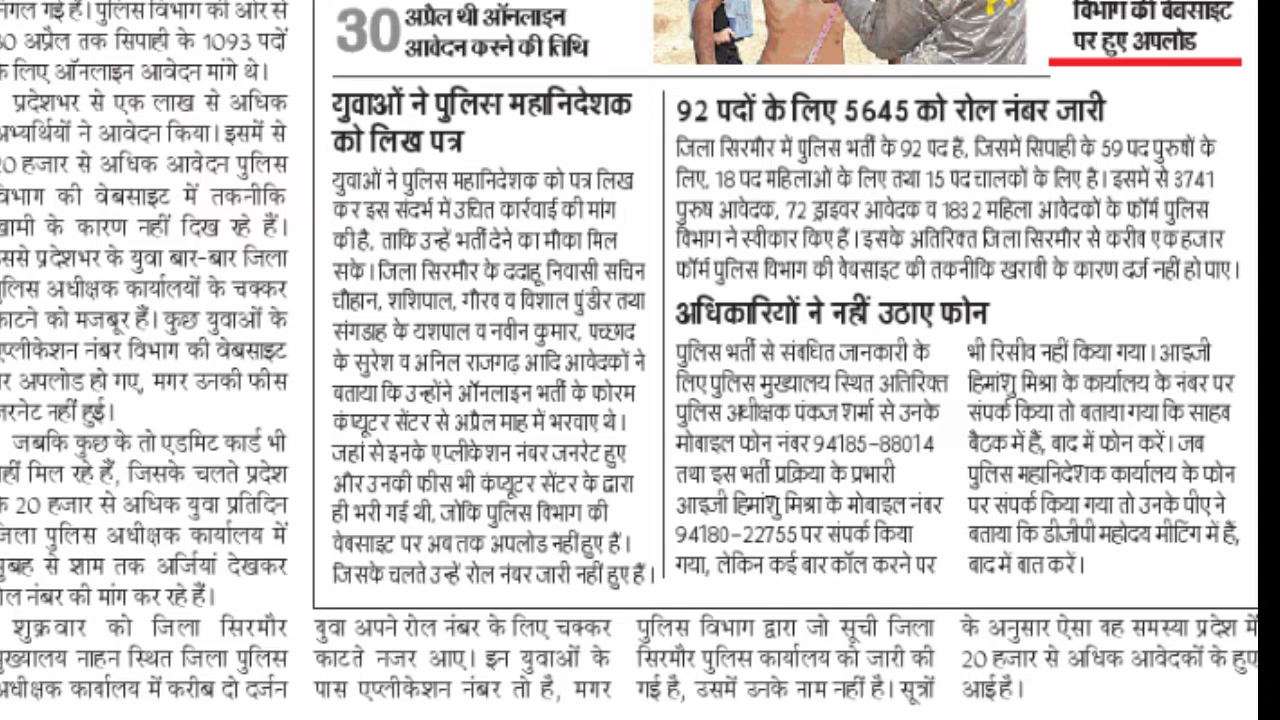 गई हैं। पुलिस विभाग की ओर से
30 अप्रैल तक सिपाही के 1093 पदों
के लिए ऑनलाइन आवेदन मांगे थे।
प्रदेशभर से एक लाख से अधिक
अभ्यर्थियों ने आवेदन किया। इसमें से
20 हजार से अधिक आवेदन पुलिस
विभाग की वेबसाइट में तकनीकि
खामी के कारण नहीं दिख रहे हैं।
इससे प्रदेशभर के युवा बार-बार जिला
पुलिस अधीक्षक कार्यालयों के चक्कर
काटने को मजबूर हैं। कुछ युवाओं के
एप्लीकेशन नंबर विभाग की वेबसाइट
पर अपलोड हो गए, मगर उनकी फीस
जरनेट नहीं हुई।
जबकि कुछ के तो एडमिट कार्ड भी
नहीं मिल रहे हैं, जिसके चलते प्रदेश
के 20 हजार से अधिक युवा प्रतिदिन
जिला पुलिस अधीक्षक कार्यालय में
सुबह से शाम तक अर्जियां देखकर
रोल नंबर की मांग कर रहे हैं।
शुक्रवार को जिला सिरमौर
मुख्यालय नाहन स्थित जिला पुलिस
अधीक्षक कार्यालय में करीब दो दर्जन
30 अप्रैल थी ऑनलाइन
आवेदन करने की तिथि
विभाग की वेबसाइट
पर हुए अपलोड
युवाओं ने पुलिस महानिदेशक
को लिख पत्र
युवाओं ने पुलिस महानिदेशक को पत्र लिख
कर इस संदर्भ में उचित कार्रवाई की मांग
की है, ताकि उन्हें भर्ती देने का मौका मिल
सके। जिला सिरमौर के ददाहू निवासी सचिन
चौहान, शशिपाल, गौरव व विशाल पुंडीर तथा
संगडाह के यशपाल व नवीन कुमार, पच्छाद
के सुरेश व अनिल राजगढ़ आदि आवेदकों ने
बताया कि उन्होंने ऑनलाइन भर्ती के फोरम
कंप्यूटर सेंटर से अप्रैल माह में भरवाए थे।
जहां से इनके एप्लीकेशन नंबर जनरेट हुए
और उनकी फीस भी कंप्यूटर सेंटर के द्वारा
ही भरी गई थी, जोकि पुलिस विभाग की
वेबसाइट पर अब तक अपलोड नहीं हुए हैं।
जिसके चलते उन्हें रोल नंबर जारी नहीं हुए हैं।
92 पदों के लिए 5645 को रोल नंबर जारी
जिला सिरमौर में पुलिस भर्ती के 92 पद हैं, जिसमें सिपाही के 59 पद पुरुषों के
लिए, 18 पद महिलाओं के लिए तथा 15 पद चालकों के लिए है। इसमें से 3741
पुरुष आवेदक, 72 ड्राइवर आवेदक व 1832 महिला आवेदकों के फॉर्म पुलिस
विभाग ने स्वीकार किए हैं। इसके अतिरिक्त जिला सिरमौर से करीब एक हजार
फॉर्म पुलिस विभाग की वेबसाइट की तकनीकि खराबी के कारण दर्ज नहीं हो पाए।
अधिकारियों ने नहीं उठाए फोन
पुलिस भर्ती से संबंधित जानकारी के
लिए पुलिस मुख्यालय स्थित अतिरिक्त
पुलिस अधीक्षक पंकज शर्मा से उनके
मोबाइल फोन नंबर 94185-88014
तथा इस भर्ती प्रक्रिया के प्रभारी
आइजी हिमांशु मिश्रा के मोबाइल नंबर
94180-22755 पर संपर्क किया
गया, लेकिन कई बार कॉल करने पर
भी रिसीव नहीं किया गया। आइजी
हिमांशु मिश्रा के कार्यालय के नंबर पर
संपर्क किया तो बताया गया कि साहब
बैठक में हैं, बाद में फोन करें। जब
पुलिस महानिदेशक कार्यालय के फोन
पर संपर्क किया गया तो उनके पीए ने
बताया कि डीजीपी महोदय मीटिंग में हैं,
बाद में बात करें।
युवा अपने रोल नंबर के लिए चक्कर
काटते नजर आए। इन युवाओं के
पास एप्लीकेशन नंबर तो है, मगर
पुलिस विभाग द्वारा जो सूची जिला
सिरमौर पुलिस कार्यालय को जारी की
गई है, उसमें उनके नाम नहीं है। सूत्रों
के अनुसार ऐसा वह समस्या प्रदेश में
20 हजार से अधिक आवेदकों के हुए
आई है।